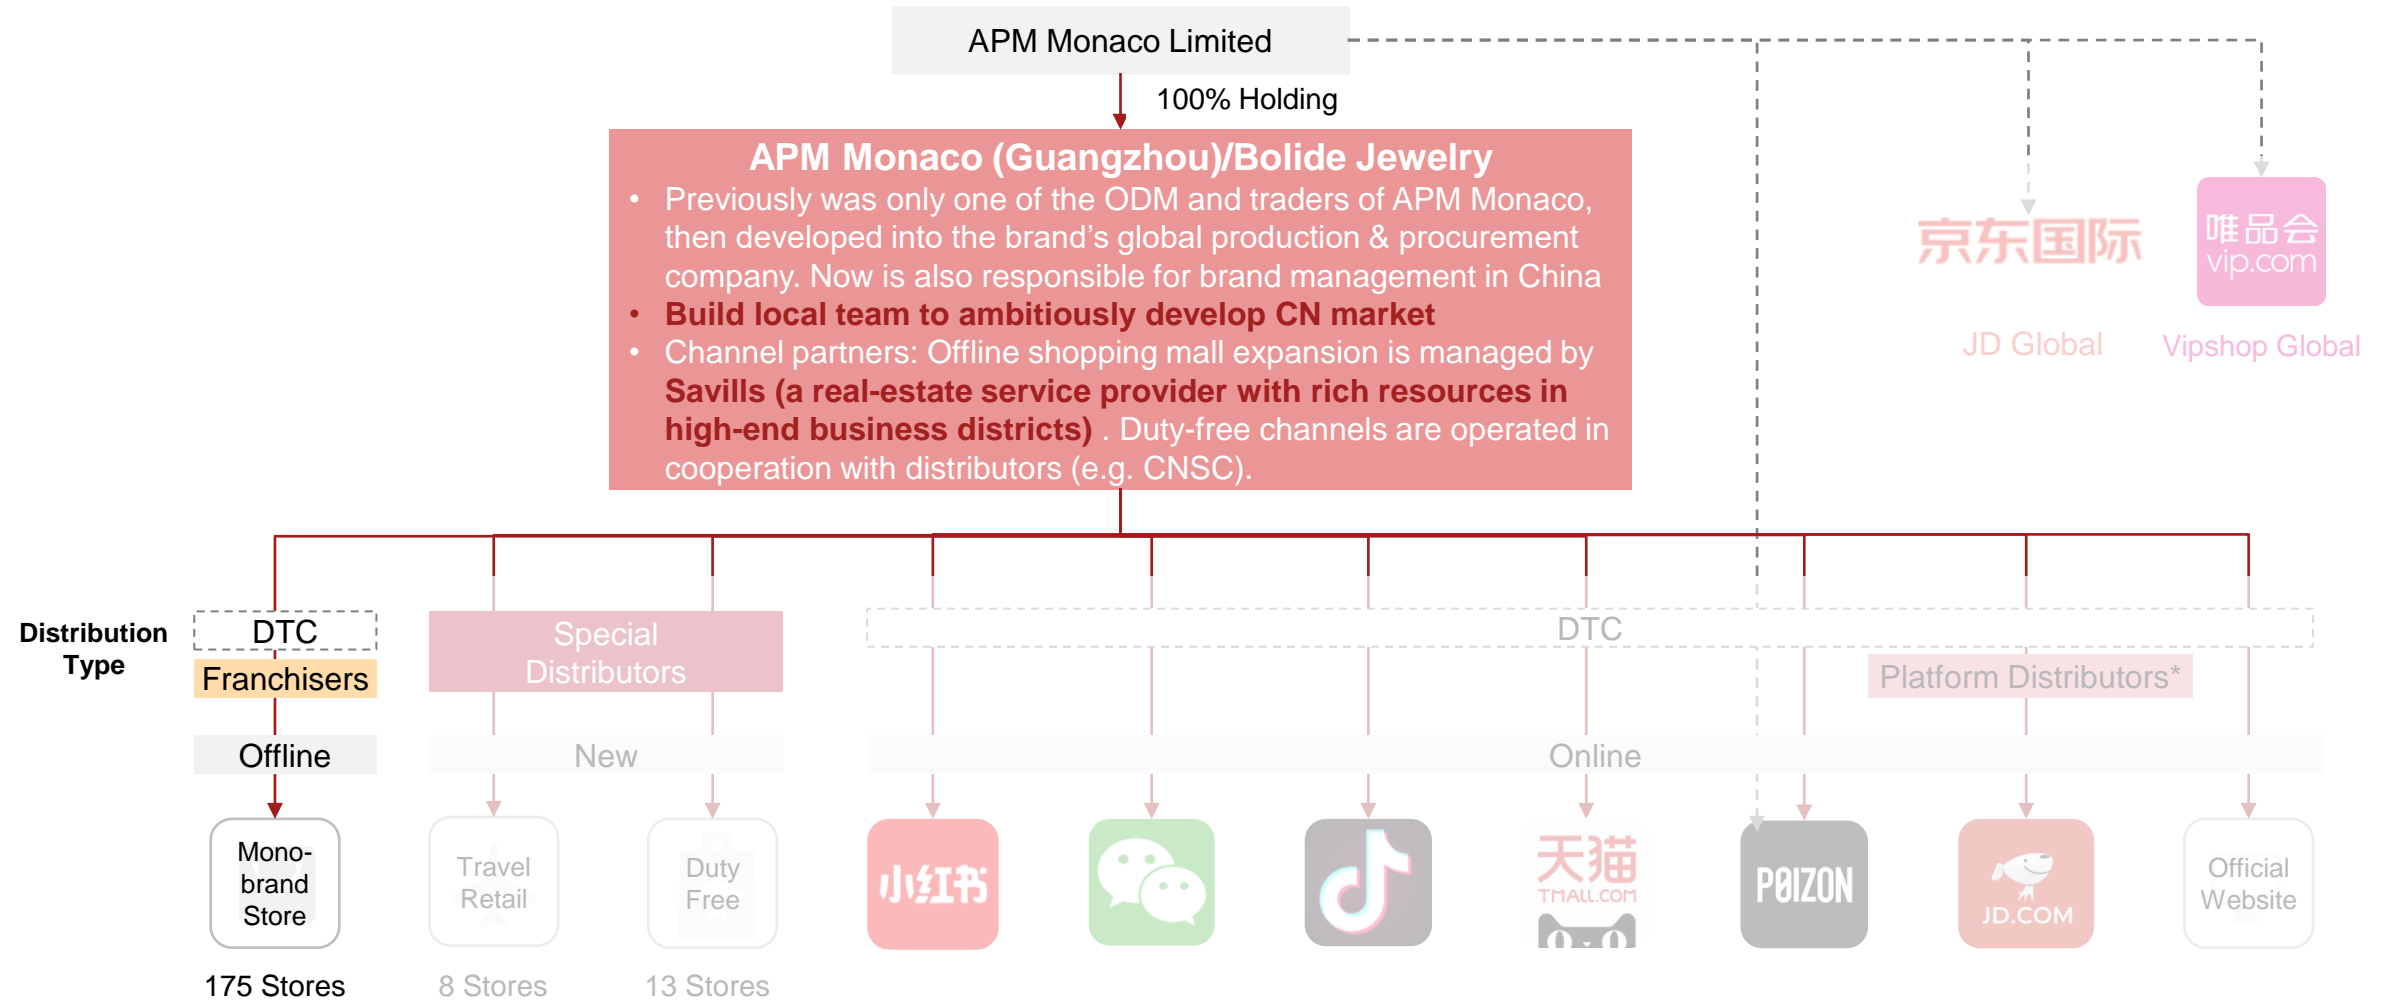 APM Monaco Limited
100% Holding
APM Monaco (Guangzhou)/Bolide Jewelry
• Previously was only one of the ODM and traders of APM Monaco,
then developed into the brand’s global production & procurement
company. Now is also responsible for brand management in China
• Build local team to ambitiously develop CN market
• Channel partners: Offline shopping mall expansion is managed by
Savills (a real-estate service provider with rich resources in
high-end business districts) . Duty-free channels are operated in
cooperation with distributors (e.g. CNSC).
京东国际
JD Global
唯品会
vip.com
Vipshop Global
Distribution
Type
DTC
Franchisers
Special
Distributors
DTC
Platform Distributors*
Offline
New
Online
Mono-
brand
Store
Travel
Retail
Duty
Free
小红书
天猫
TMALL.COM
POIZON
JD.COM
Official
Website
175 Stores
8 Stores
13 Stores